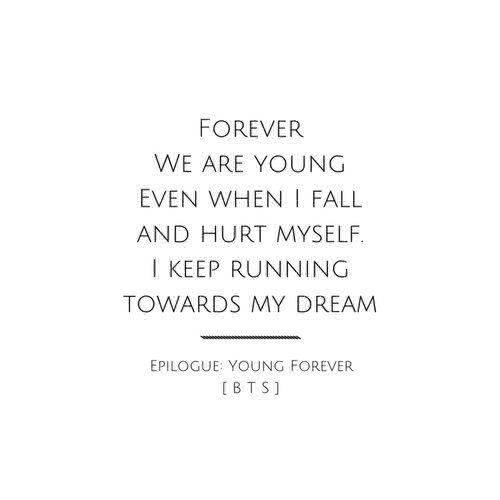 Forever
We are young
Even when I fall
and hurt myself.
I keep running
towards my dream
Epilogue: Young Forever
[ B T S ]